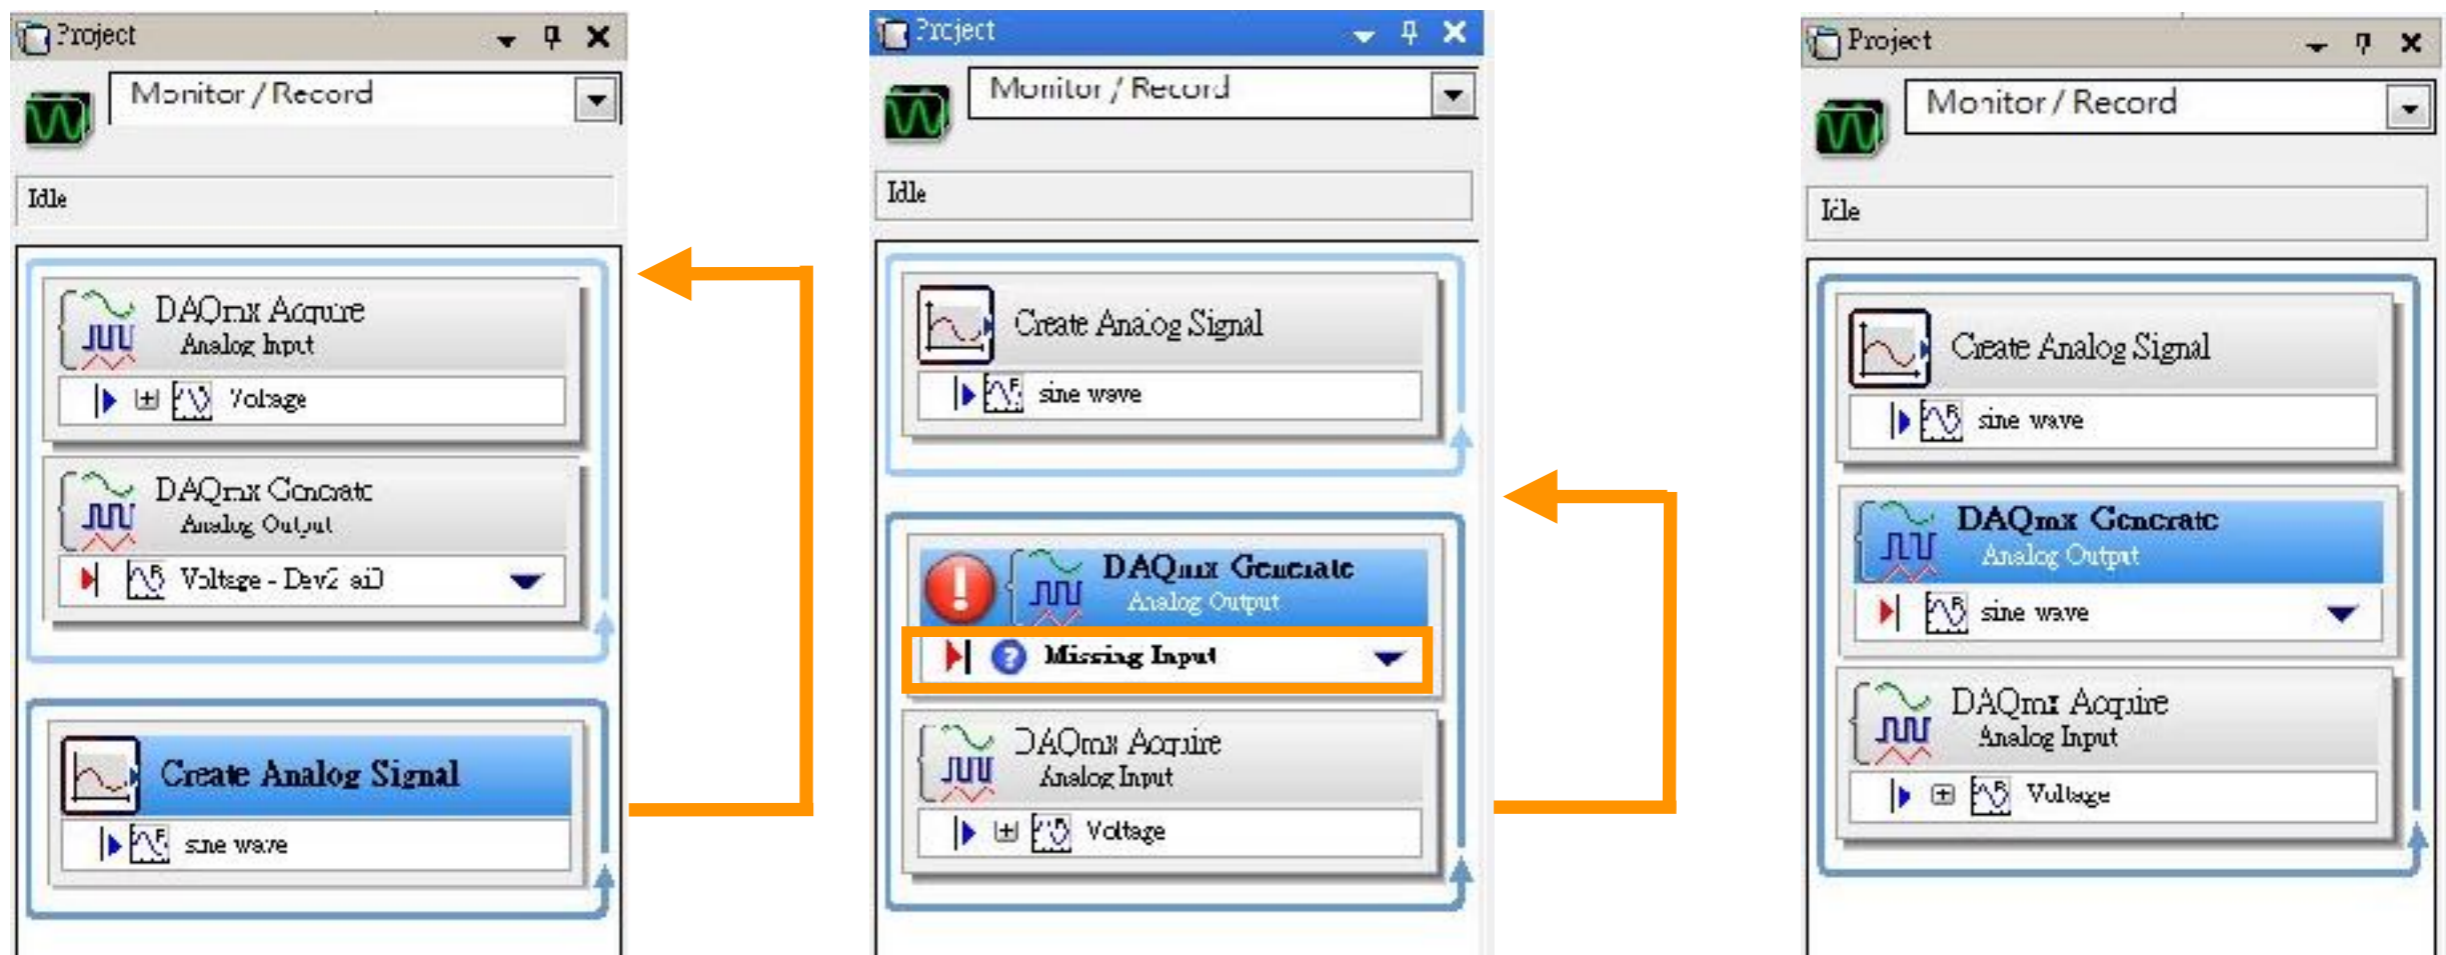 Project
Monitor / Record
Idle
DAQmx Acquire
Analog Input
Voltage
DAQmx Generate
Analog Output
Voltage - Dev2_ai0
Create Analog Signal
sine wave
Project
Monitor / Record
Idle
Create Analog Signal
sine wave
DAQmx Generate
Analog Output
Missing Input
DAQmx Acquire
Analog Input
Voltage
Project
Monitor / Record
Idle
Create Analog Signal
sine wave
DAQmx Generate
Analog Output
sine wave
DAQmx Acquire
Analog Input
Voltage